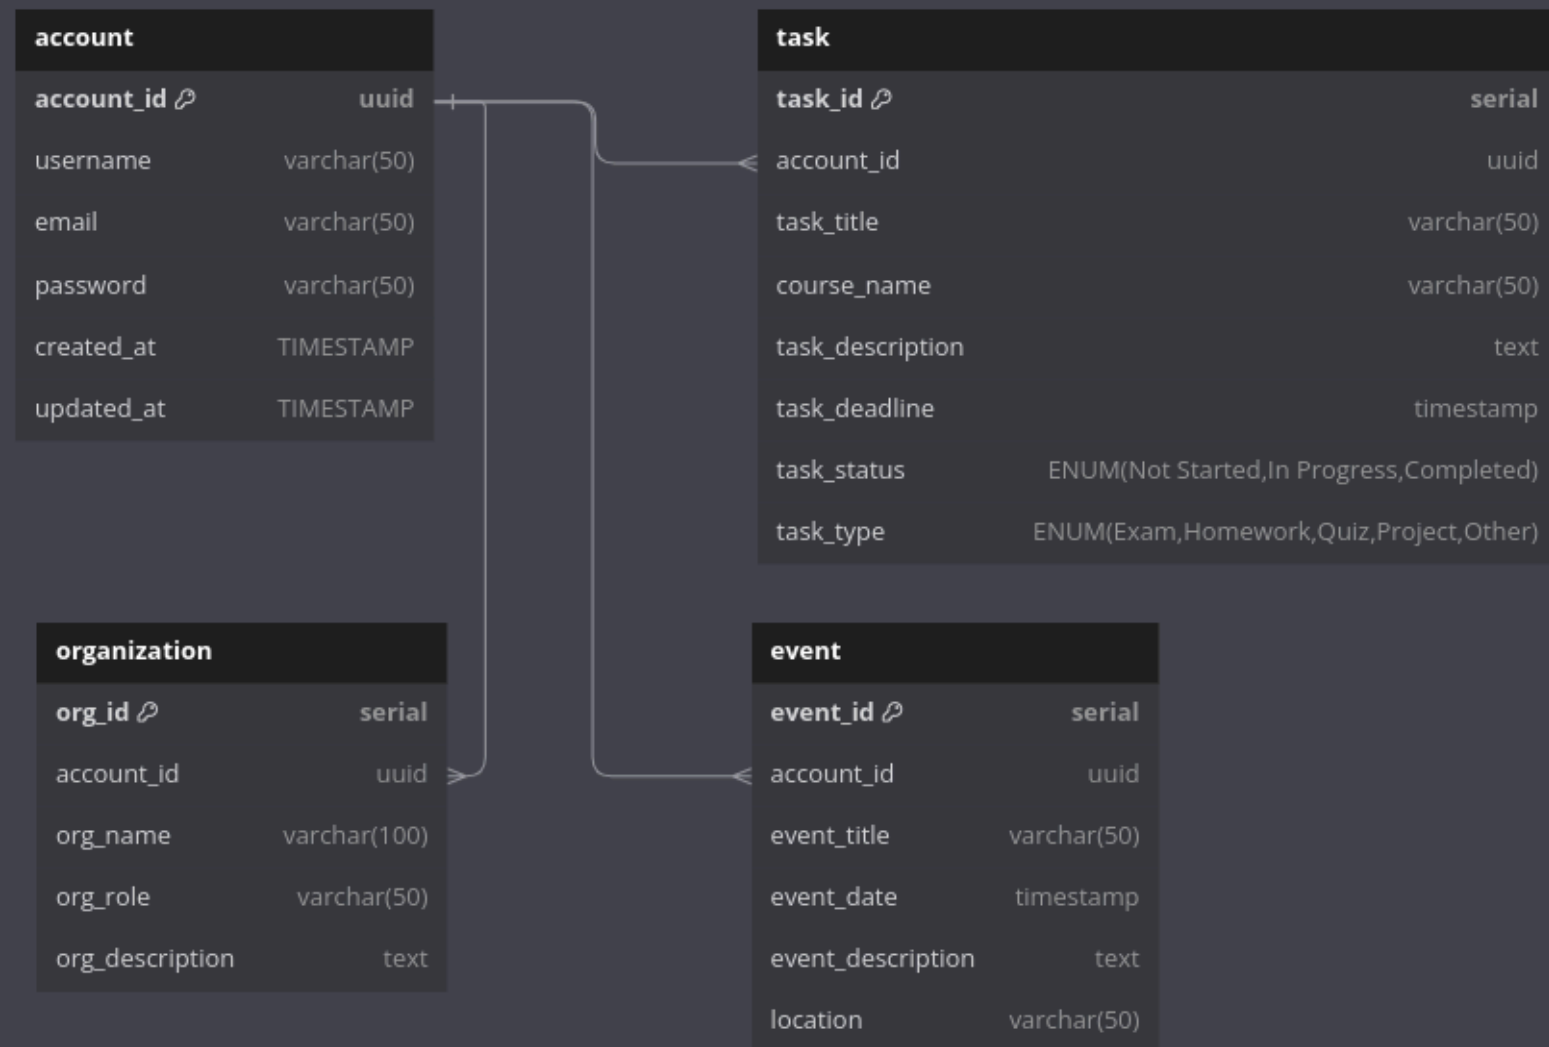 account
account_id uuid
username varchar(50)
email varchar(50)
password varchar(50)
created_at TIMESTAMP
updated_at TIMESTAMP
task
task_id serial
account_id uuid
task_title varchar(50)
course_name varchar(50)
task_description text
task_deadline timestamp
task_status ENUM(Not Started,In Progress,Completed)
task_type ENUM(Exam,Homework,Quiz,Project,Other)
organization
org_id serial
account_id uuid
org_name varchar(100)
org_role varchar(50)
org_description text
event
event_id serial
account_id uuid
event_title varchar(50)
event_date timestamp
event_description text
location varchar(50)